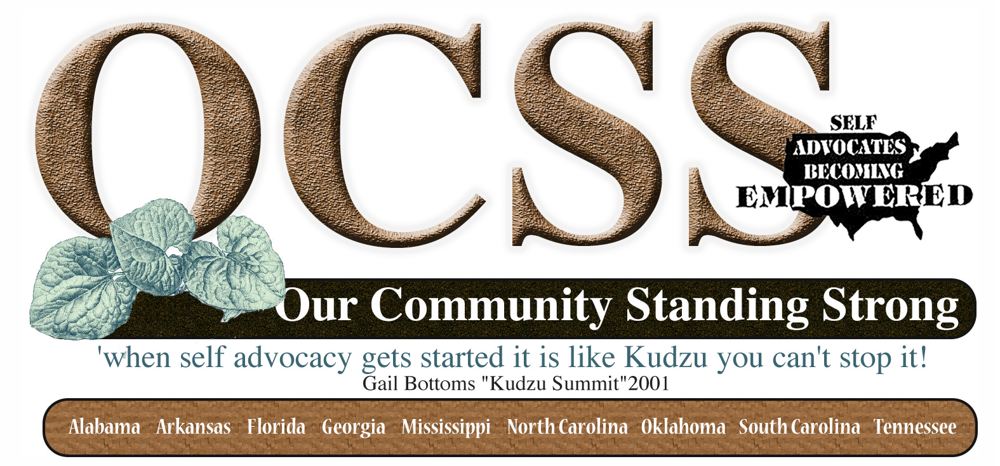 OCSS
SELF
ADVOCATES
BECOMING
EMPOWERED
Our Community Standing Strong
'when self advocacy gets started it is like Kudzu you can't stop it!
Gail Bottoms "Kudzu Summit"2001
Alabama Arkansas Florida Georgia Mississippi North Carolina Oklahoma South Carolina Tennessee